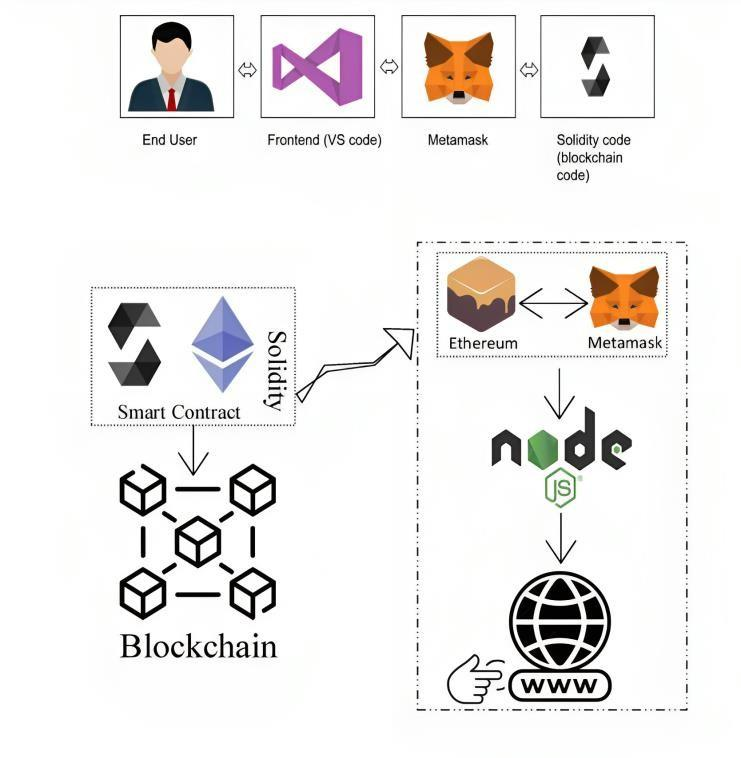 End User
Frontend (VS code)
Metamask
Solidity code
(blockchain
code)
Solidity
Smart Contract
Blockchain
Ethereum
Metamask
node
JS
www